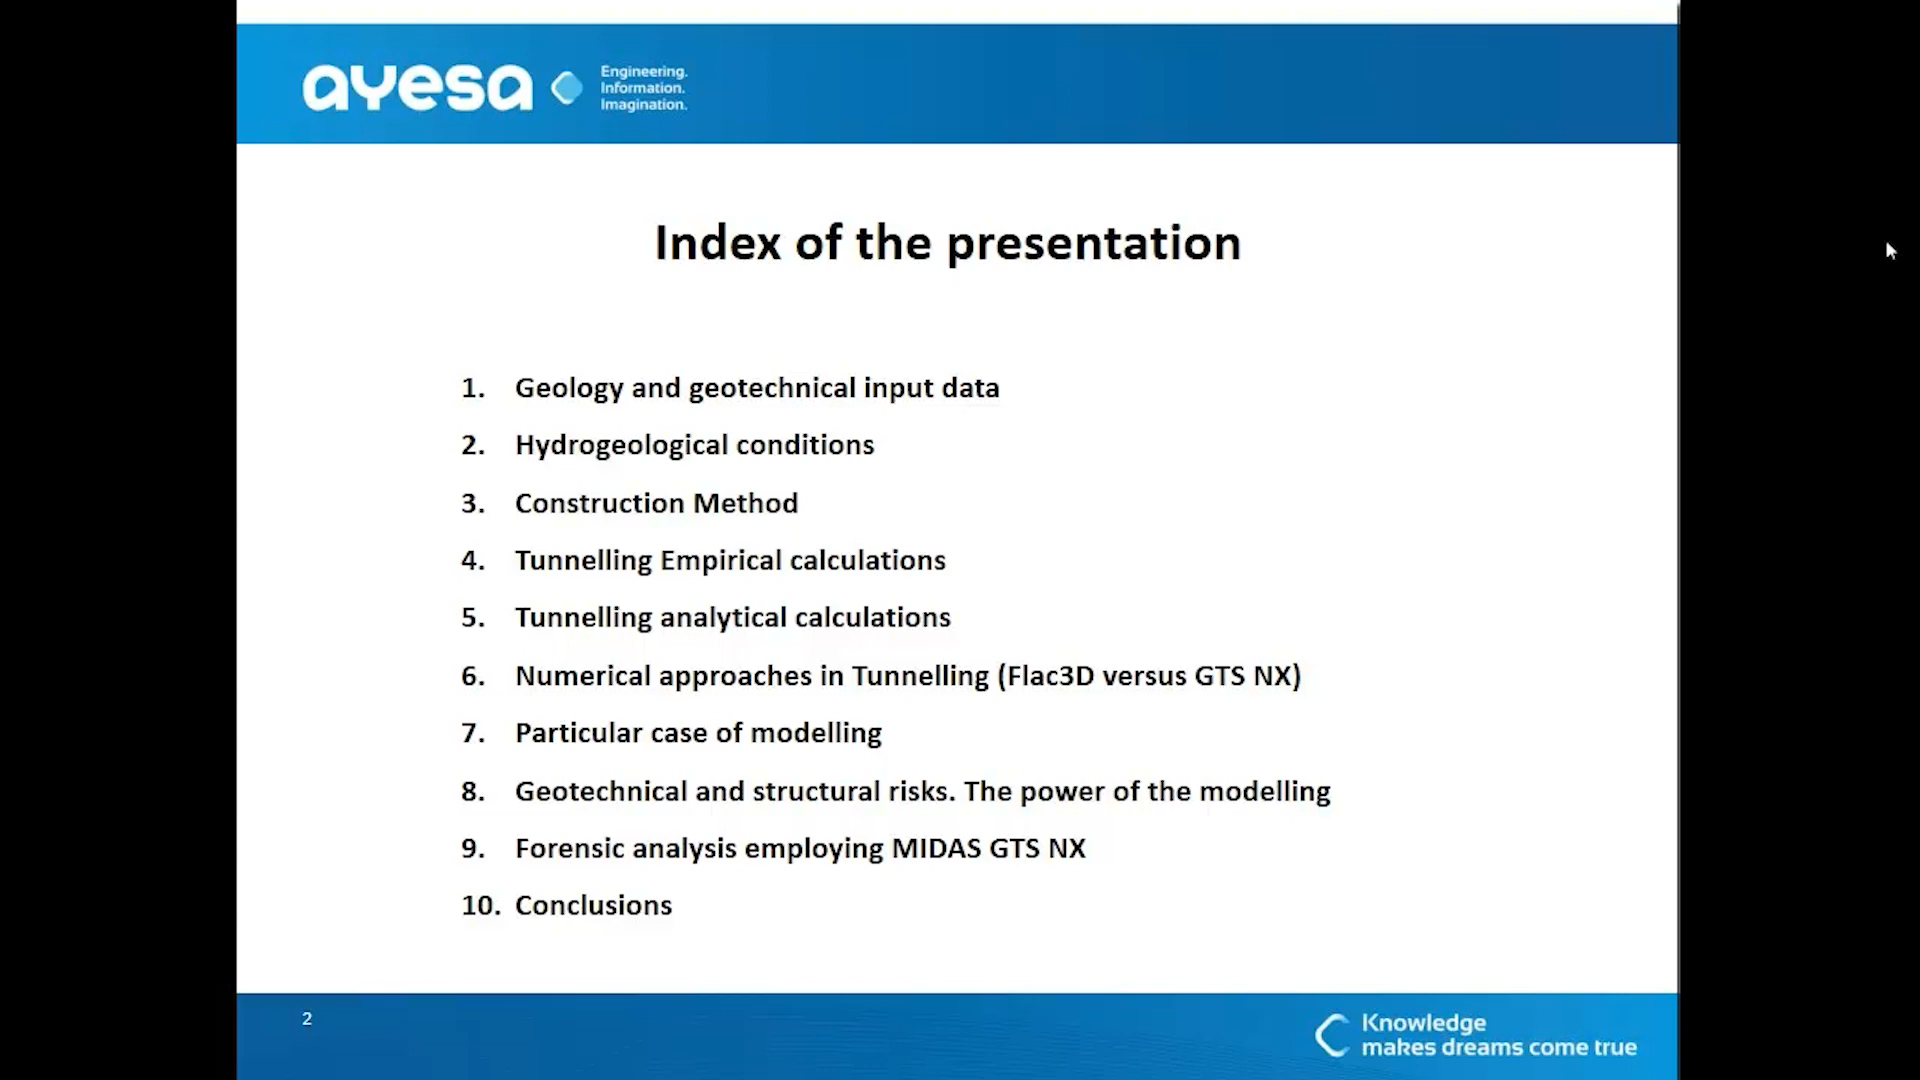 ayesa
Engineering.
Information.
Imagination.
Index of the presentation
1. Geology and geotechnical input data
2. Hydrogeological conditions
3. Construction Method
4. Tunnelling Empirical calculations
5. Tunnelling analytical calculations
6. Numerical approaches in Tunnelling (Flac3D versus GTS NX)
7. Particular case of modelling
8. Geotechnical and structural risks. The power of the modelling
9. Forensic analysis employing MIDAS GTS NX
10. Conclusions
2
Knowledge
makes dreams come true